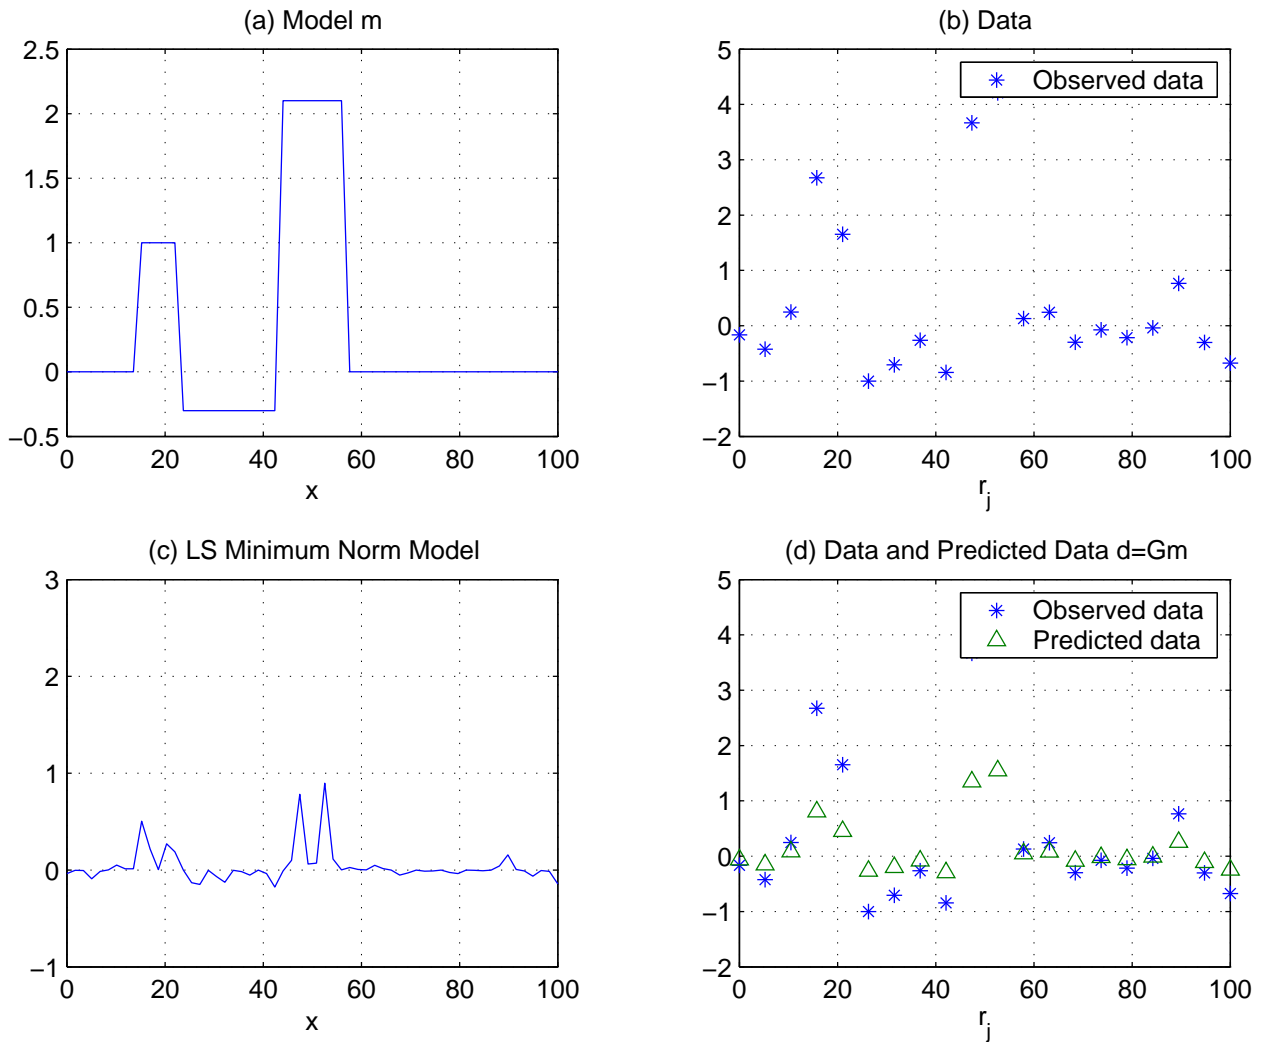 (a) Model m
2.5
2
1.5
1
0.5
0
−0.5
0 20 40 60 80 100
x
(b) Data
Observed data
5
4
3
2
1
0
−1
−2
0 20 40 60 80 100
r_j
(c) LS Minimum Norm Model
3
2
1
0
−1
0 20 40 60 80 100
x
(d) Data and Predicted Data d=Gm
Observed data
Predicted data
5
4
3
2
1
0
−1
−2
0 20 40 60 80 100
r_j